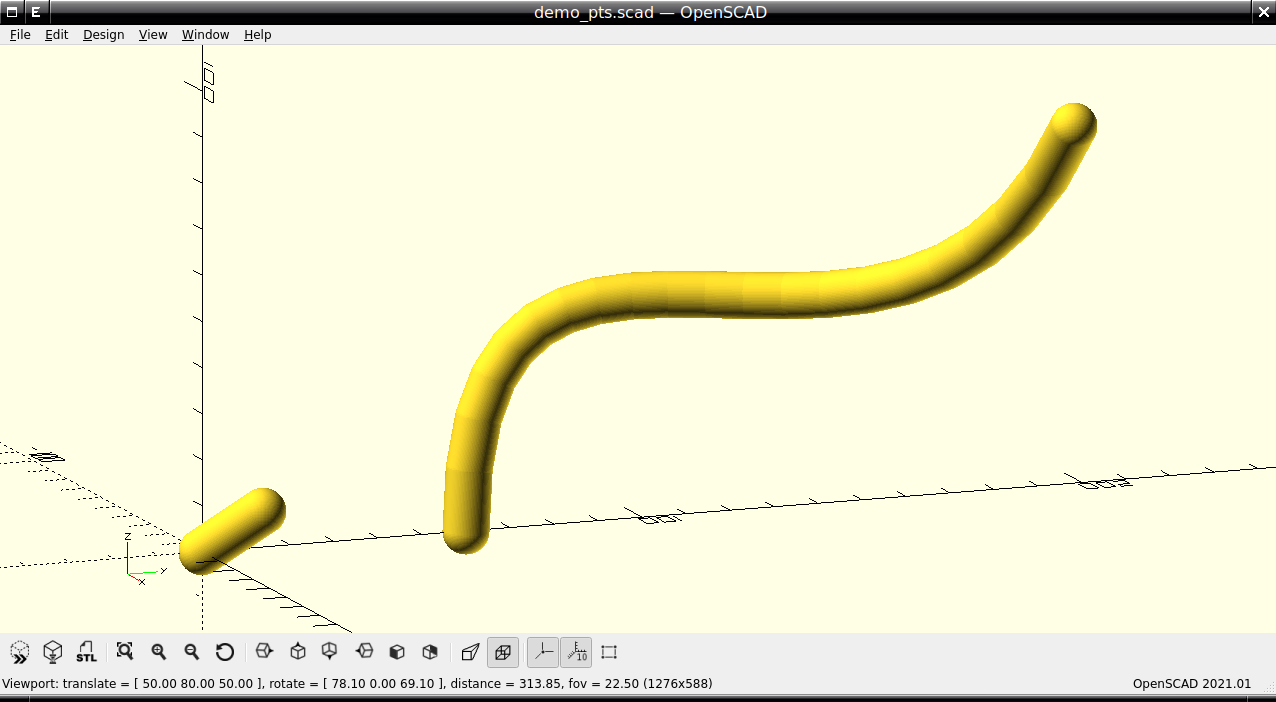 demo_pts.scad — OpenSCAD
File Edit Design View Window Help
Z
Y
X
STL
10
Viewport: translate = [ 50.00 80.00 50.00 ], rotate = [ 78.10 0.00 69.10 ], distance = 313.85, fov = 22.50 (1276x588)
OpenSCAD 2021.01